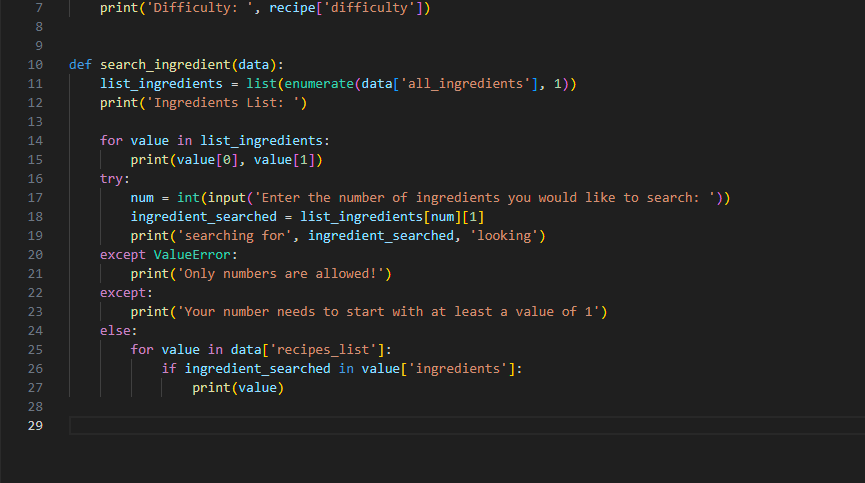 7 print('Difficulty: ', recipe['difficulty'])
8
9
10 def search_ingredient(data):
11 list_ingredients = list(enumerate(data['all_ingredients'], 1))
12 print('Ingredients List: ')
13
14 for value in list_ingredients:
15 print(value[0], value[1])
16 try:
17 num = int(input('Enter the number of ingredients you would like to search: '))
18 ingredient_searched = list_ingredients[num][1]
19 print('searching for', ingredient_searched, 'looking')
20 except ValueError:
21 print('Only numbers are allowed!')
22 except:
23 print('Your number needs to start with at least a value of 1')
24 else:
25 for value in data['recipes_list']:
26 if ingredient_searched in value['ingredients']:
27 print(value)
28
29